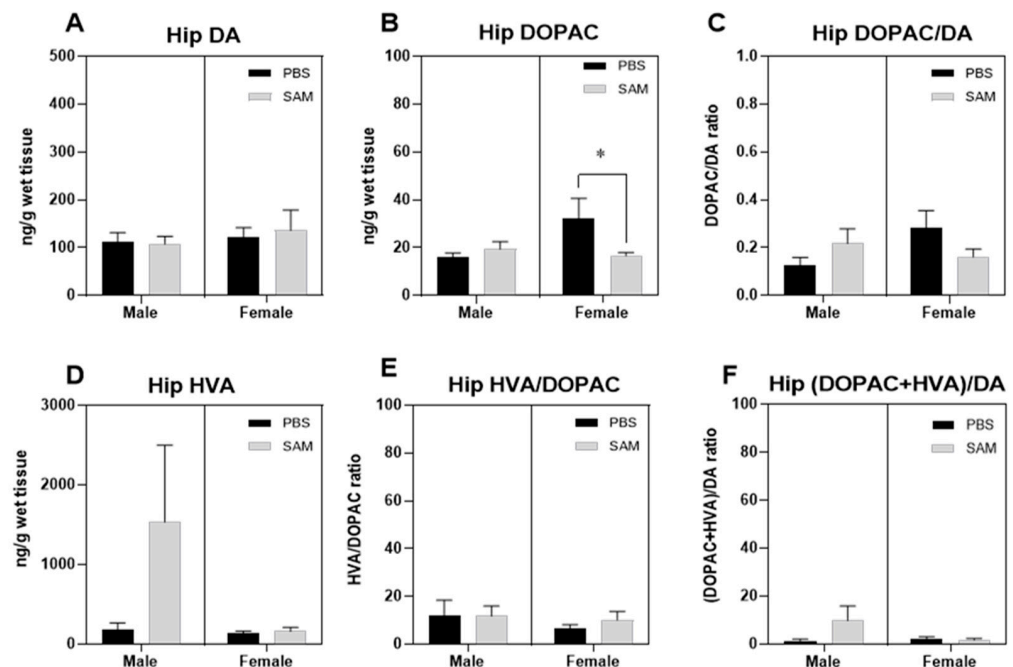 A
Hip DA
ng/g wet tissue
500
400
300
200
100
0
PBS
SAM
Male
Female
B
Hip DOPAC
ng/g wet tissue
100
80
60
40
20
0
PBS
SAM
*
Male
Female
C
Hip DOPAC/DA
DOPAC/DA ratio
1.0
0.8
0.6
0.4
0.2
0.0
PBS
SAM
Male
Female
D
Hip HVA
ng/g wet tissue
3000
2000
1000
0
PBS
SAM
Male
Female
E
Hip HVA/DOPAC
HVA/DOPAC ratio
100
80
60
40
20
0
PBS
SAM
Male
Female
F
Hip (DOPAC+HVA)/DA
(DOPAC+HVA)/DA ratio
100
80
60
40
20
0
PBS
SAM
Male
Female